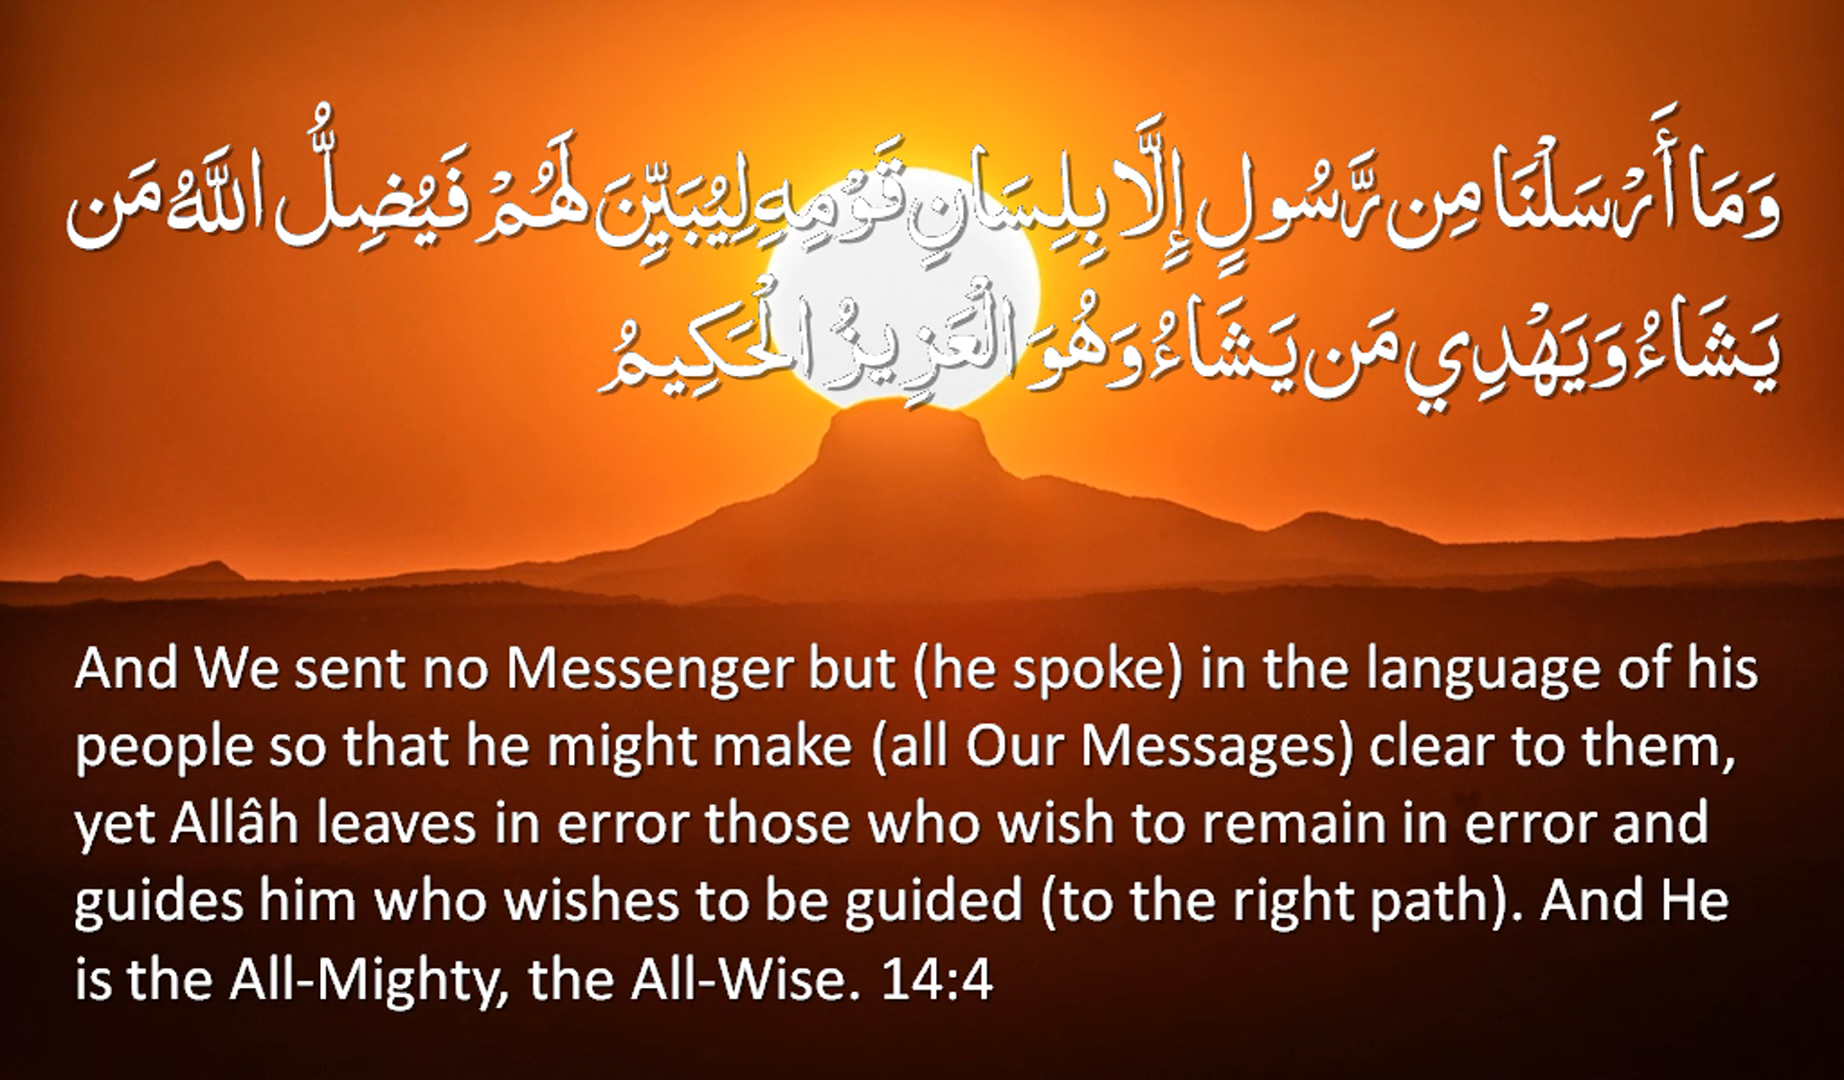 وَمَا أَرْسَلْنَا مِن رَّسُولٍ إِلَّا بِلِسَانِ قَوْمِهِ لِيُبَيِّنَ لَهُمْ فَيُضِلُّ اللَّهُ مَن
يَشَاءُ وَيَهْدِي مَن يَشَاءُ وَهُوَ الْعَزِيزُ الْحَكِيمُ
And We sent no Messenger but (he spoke) in the language of his
people so that he might make (all Our Messages) clear to them,
yet Allâh leaves in error those who wish to remain in error and
guides him who wishes to be guided (to the right path). And He
is the All-Mighty, the All-Wise. 14:4